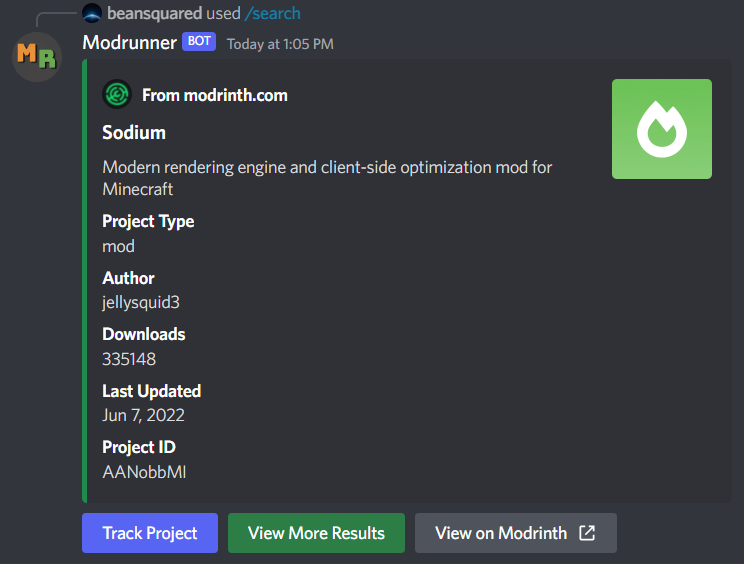 beansquared used /search
MR
Modrunner BOT Today at 1:05 PM
From modrinth.com
Sodium
Modern rendering engine and client-side optimization mod for
Minecraft
Project Type
mod
Author
jellysquid3
Downloads
335148
Last Updated
Jun 7, 2022
Project ID
AANobbMI
Track Project
View More Results
View on Modrinth